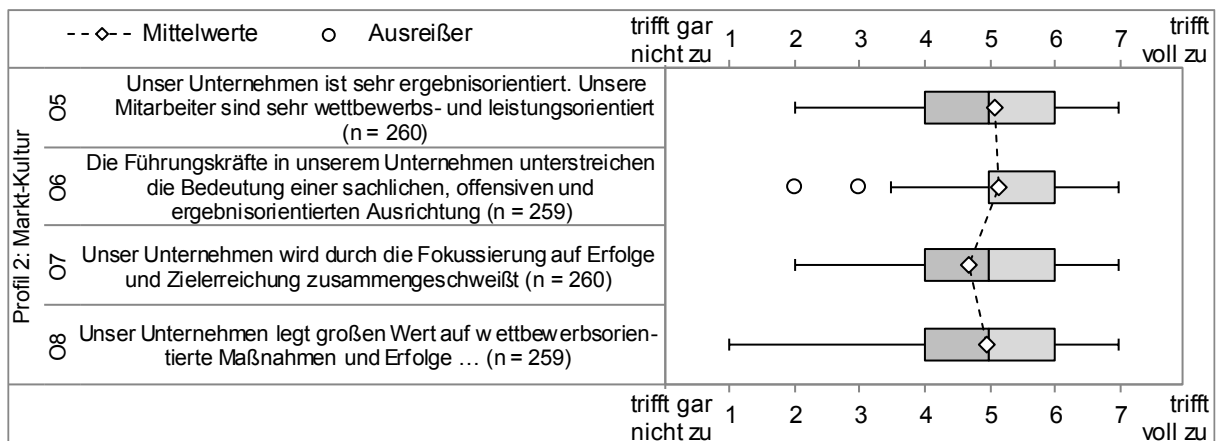 Mittelwerte
Ausreißer
trifft gar
nicht zu
1 2 3 4 5 6 7
trifft
voll zu
Profil 2: Markt-Kultur
O5
Unser Unternehmen ist sehr ergebnisorientiert. Unsere
Mitarbeiter sind sehr wettbewerbs- und leistungsorientiert
(n = 260)
O6
Die Führungskräfte in unserem Unternehmen unterstreichen
die Bedeutung einer sachlichen, offensiven und
ergebnisorientierten Ausrichtung (n = 259)
O7
Unser Unternehmen wird durch die Fokussierung auf Erfolge
und Zielerreichung zusammengeschweißt (n = 260)
O8
Unser Unternehmen legt großen Wert auf wettbewerbsorien-
tierte Maßnahmen und Erfolge … (n = 259)
trifft gar
nicht zu
1 2 3 4 5 6 7
trifft
voll zu